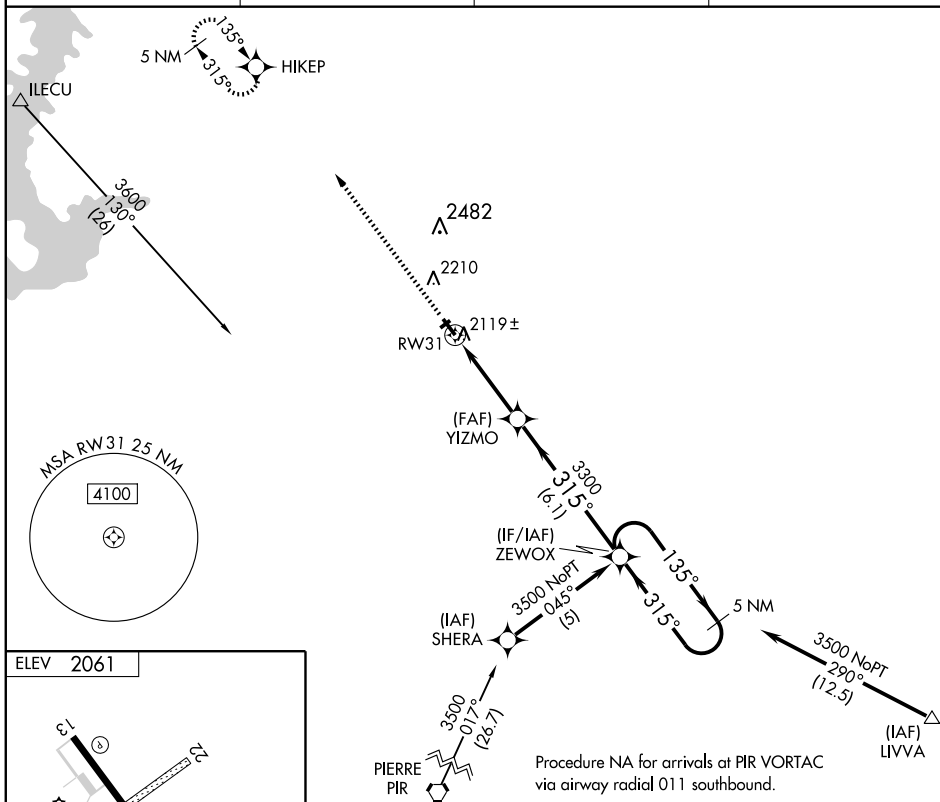 135°
5 NM
HIKEP
315°
ILECU
3600
130°
(26)
2482
2210
2119±
RW31
(FAF)
YIZMO
MSA RW31 25 NM
4100
3300
315°
(6.1)
(IF/IAF)
ZEWOX
135°
315°
5 NM
3500 NoPT
045°
(5)
(IAF)
SHERA
3500 NoPT
290°
(12.5)
(IAF)
LIVVA
3500
017°
(26.7)
PIERRE
PIR
Procedure NA for arrivals at PIR VORTAC
via airway radial 011 southbound.
ELEV 2061
13
P
22